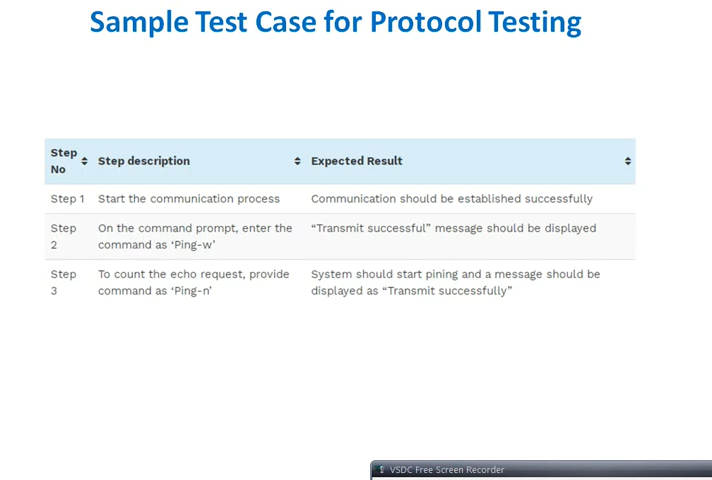 Sample Test Case for Protocol Testing
Step No
Step description
Expected Result
Step 1
Start the communication process
Communication should be established successfully
Step 2
On the command prompt, enter the
command as ‘Ping-w’
“Transmit successful” message should be displayed
Step 3
To count the echo request, provide
command as ‘Ping-n’
System should start pining and a message should be
displayed as “Transmit successfully”
VSDC Free Screen Recorder